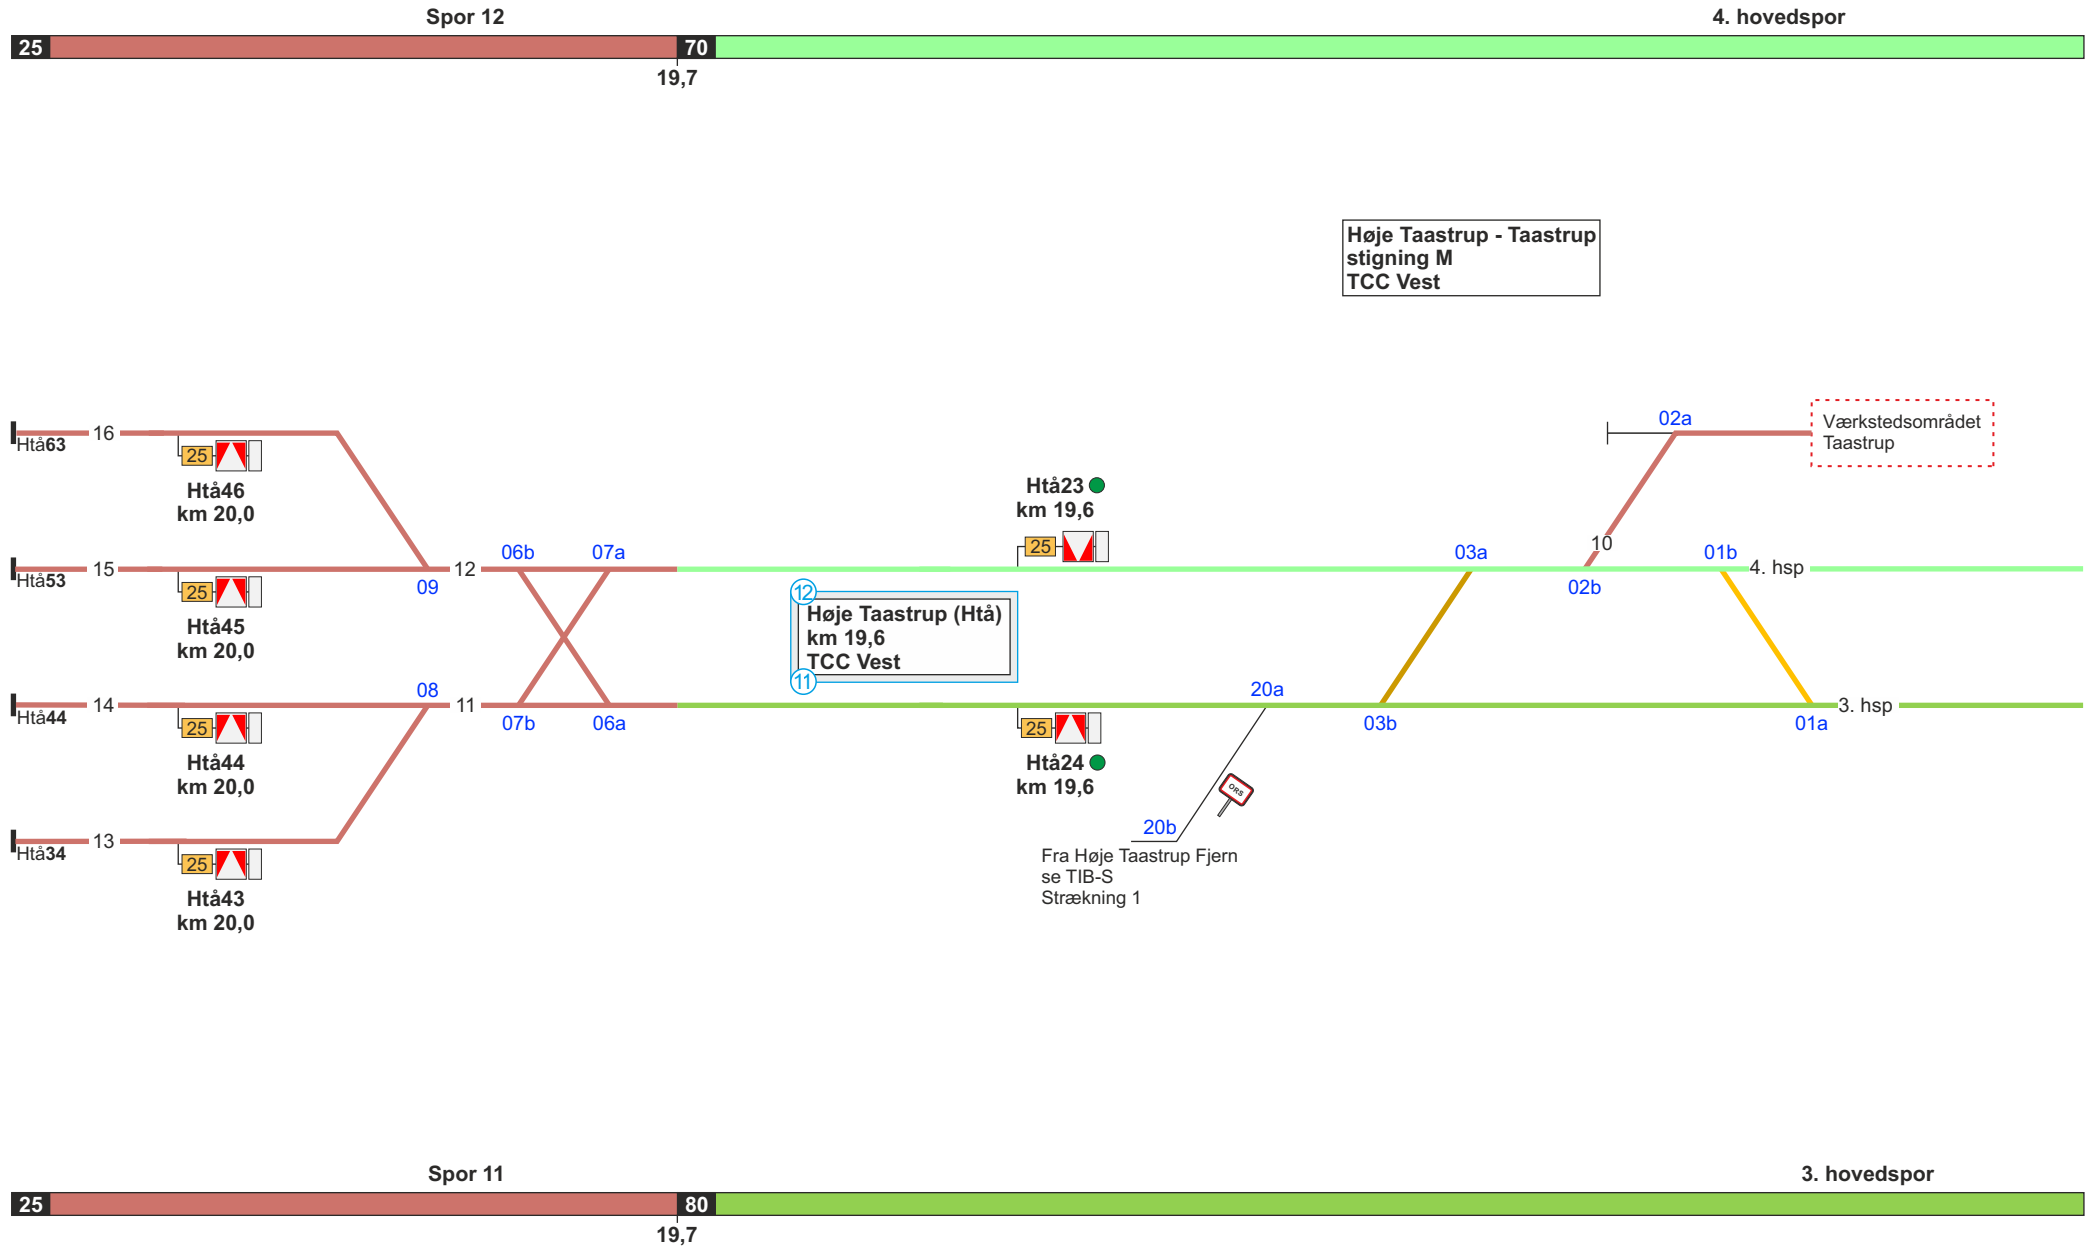 Spor 12
4. hovedspor
25
70
19,7
Høje Taastrup - Taastrup
stigning M
TCC Vest
16
Htå63
25
Htå46
km 20,0
02a
Værkstedsområdet
Taastrup
Htå23
km 19,6
25
10
15
Htå53
25
Htå45
km 20,0
09
12
06b
07a
03a
02b
01b
4. hsp
12
Høje Taastrup (Htå)
km 19,6
TCC Vest
11
14
Htå44
25
Htå44
km 20,0
08
11
07b
06a
25
Htå24
km 19,6
20a
03b
01a
3. hsp
ORS
20b
Fra Høje Taastrup Fjern
se TIB-S
Strækning 1
13
Htå34
25
Htå43
km 20,0
Spor 11
3. hovedspor
25
80
19,7